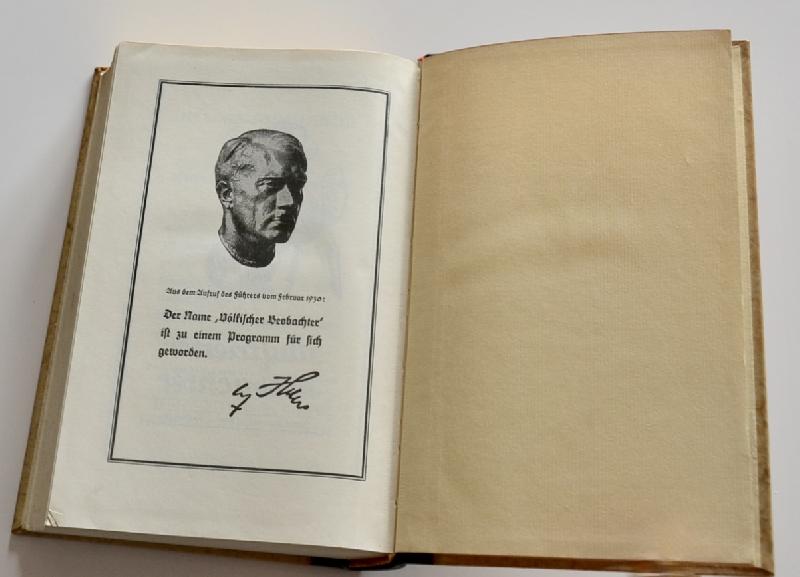 Aus dem Aufruf des Führers vom Februar 1930:
Der Name „Völkischer Beobachter“
ist zu einem Programm für sich
geworden.